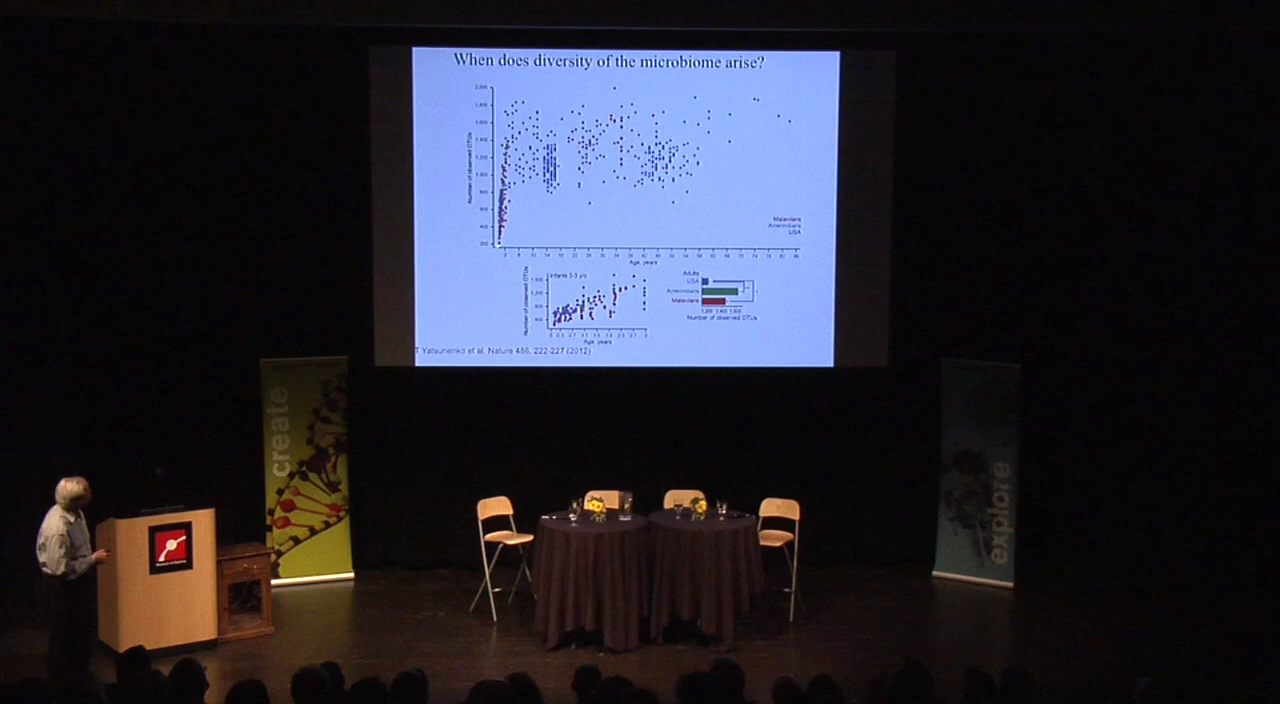 When does diversity of the microbiome arise?
Number of observed OTUs
Malawians
Amerindians
USA
Age, years
Number of observed OTUs
Infants 0-3 y/o
Age, years
Adults
USA
Amerindians
Malawians
Number of observed OTUs
T Yatsunenko et al. Nature 486, 222-227 (2012)
create
explore